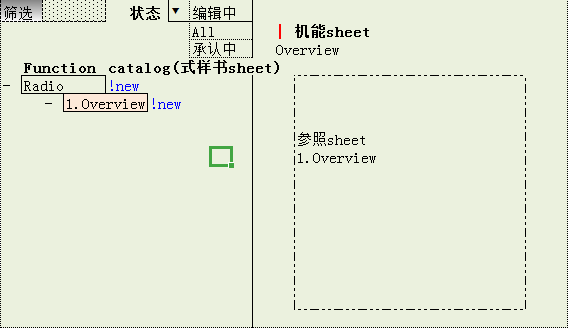 筛选
状态 ▼ 编辑中
All
承认中
Function catalog(式样书sheet)
- Radio !new
- 1.Overview !new
机能sheet
Overview
参照sheet
1.Overview